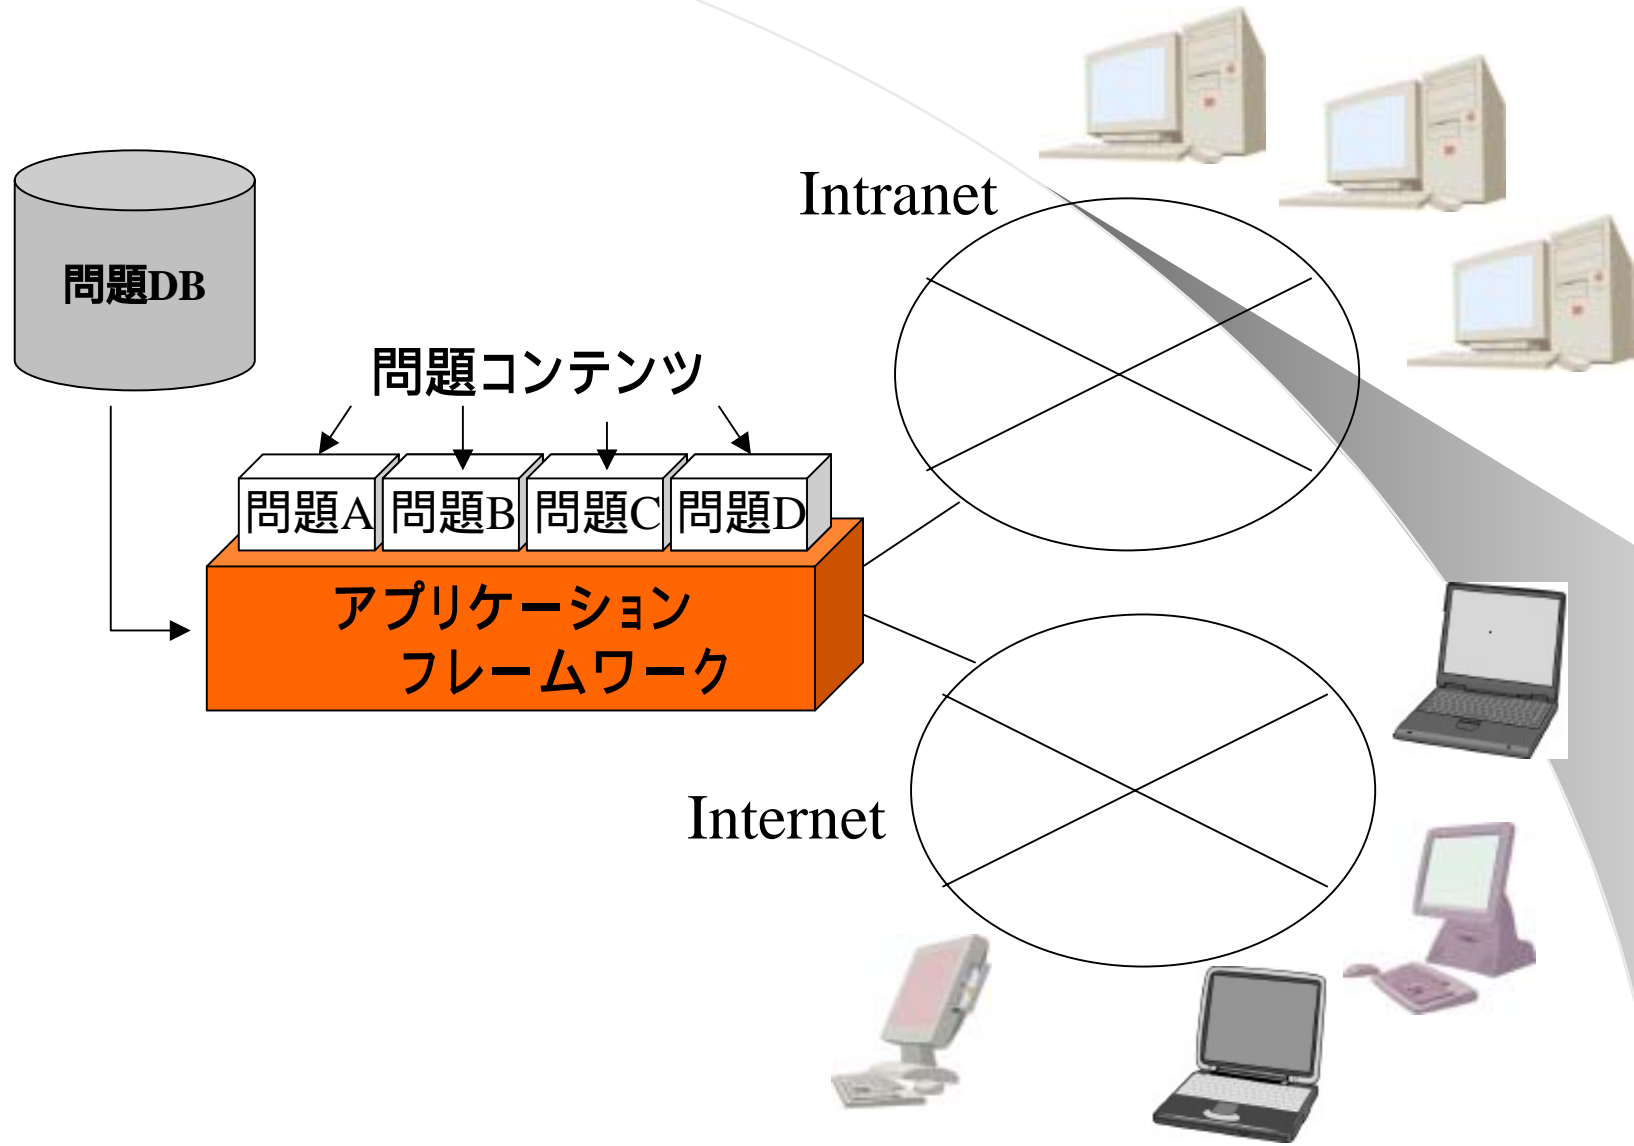 Intranet
問題DB
問題コンテンツ
問題A
問題B
問題C
問題D
アプリケーション
フレームワーク
Internet